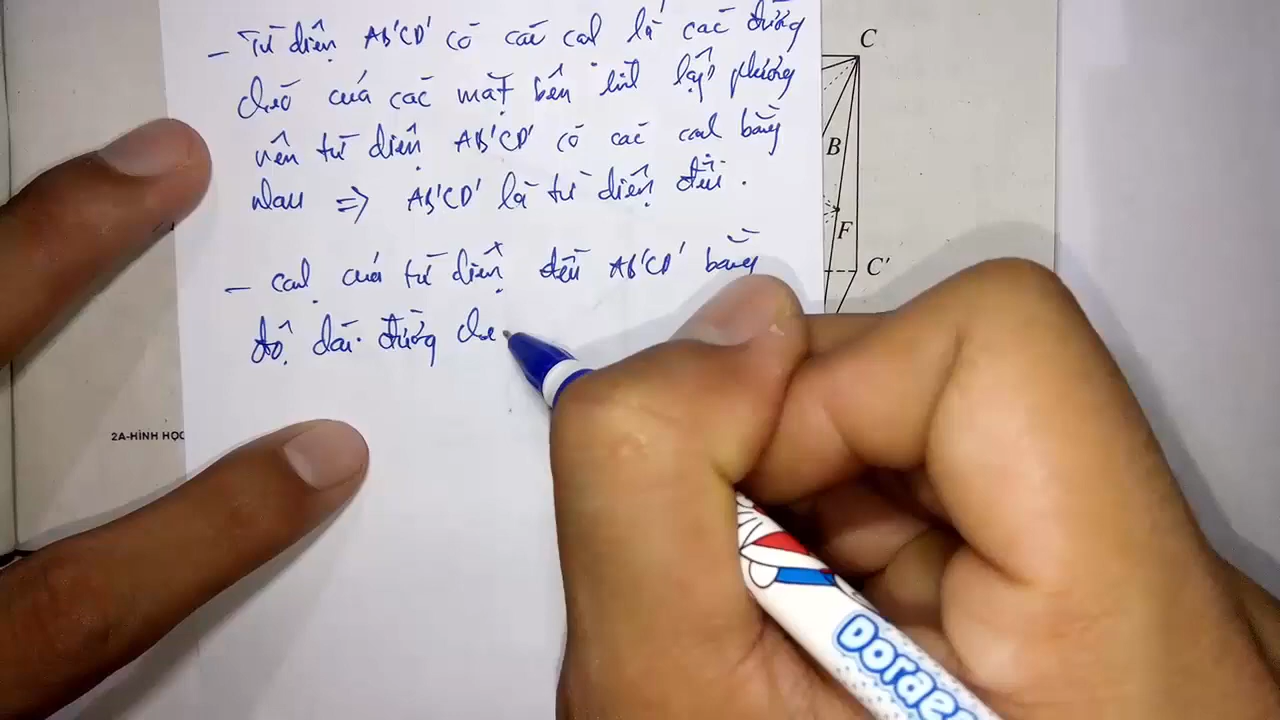 - Tứ diện AB'CD' có các cạnh là các đường
chéo của các mặt bên hình lập phương
nên tứ diện AB'CD' có các cạnh bằng
nhau => AB'CD' là tứ diện đều.
- cạnh của tứ diện đều AB'CD' bằng
độ dài đường che
C
B
F
C'
2A-HÌNH HỌC
Dorae